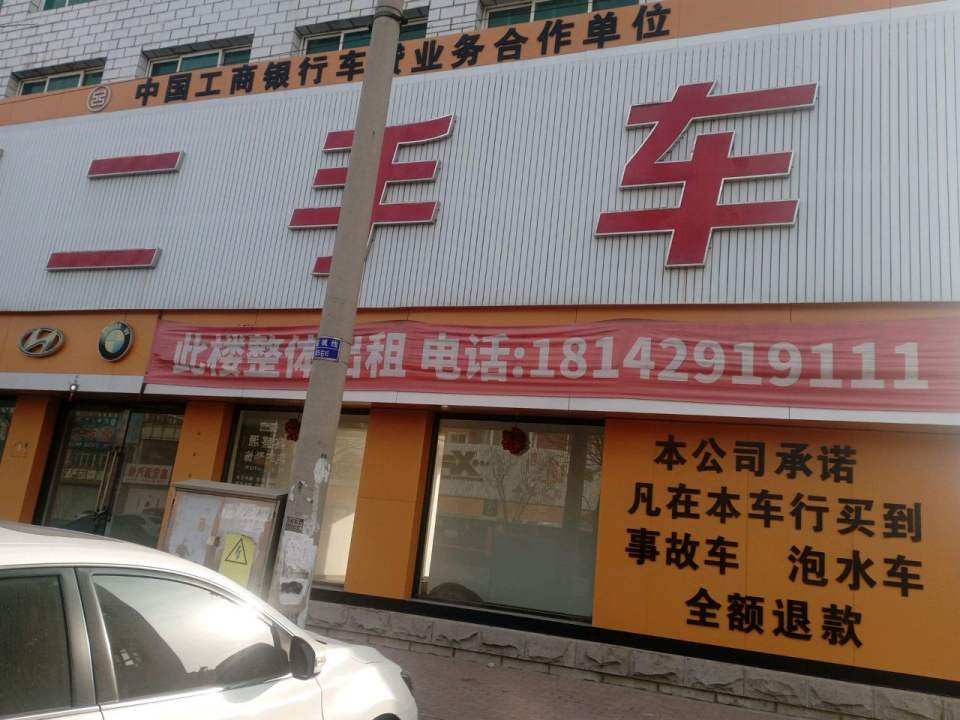 中国工商银行车贷业务合作单位
二手车
此楼整体出租 电话:18142919111
本公司承诺
凡在本车行买到
事故车 泡水车
全额退款